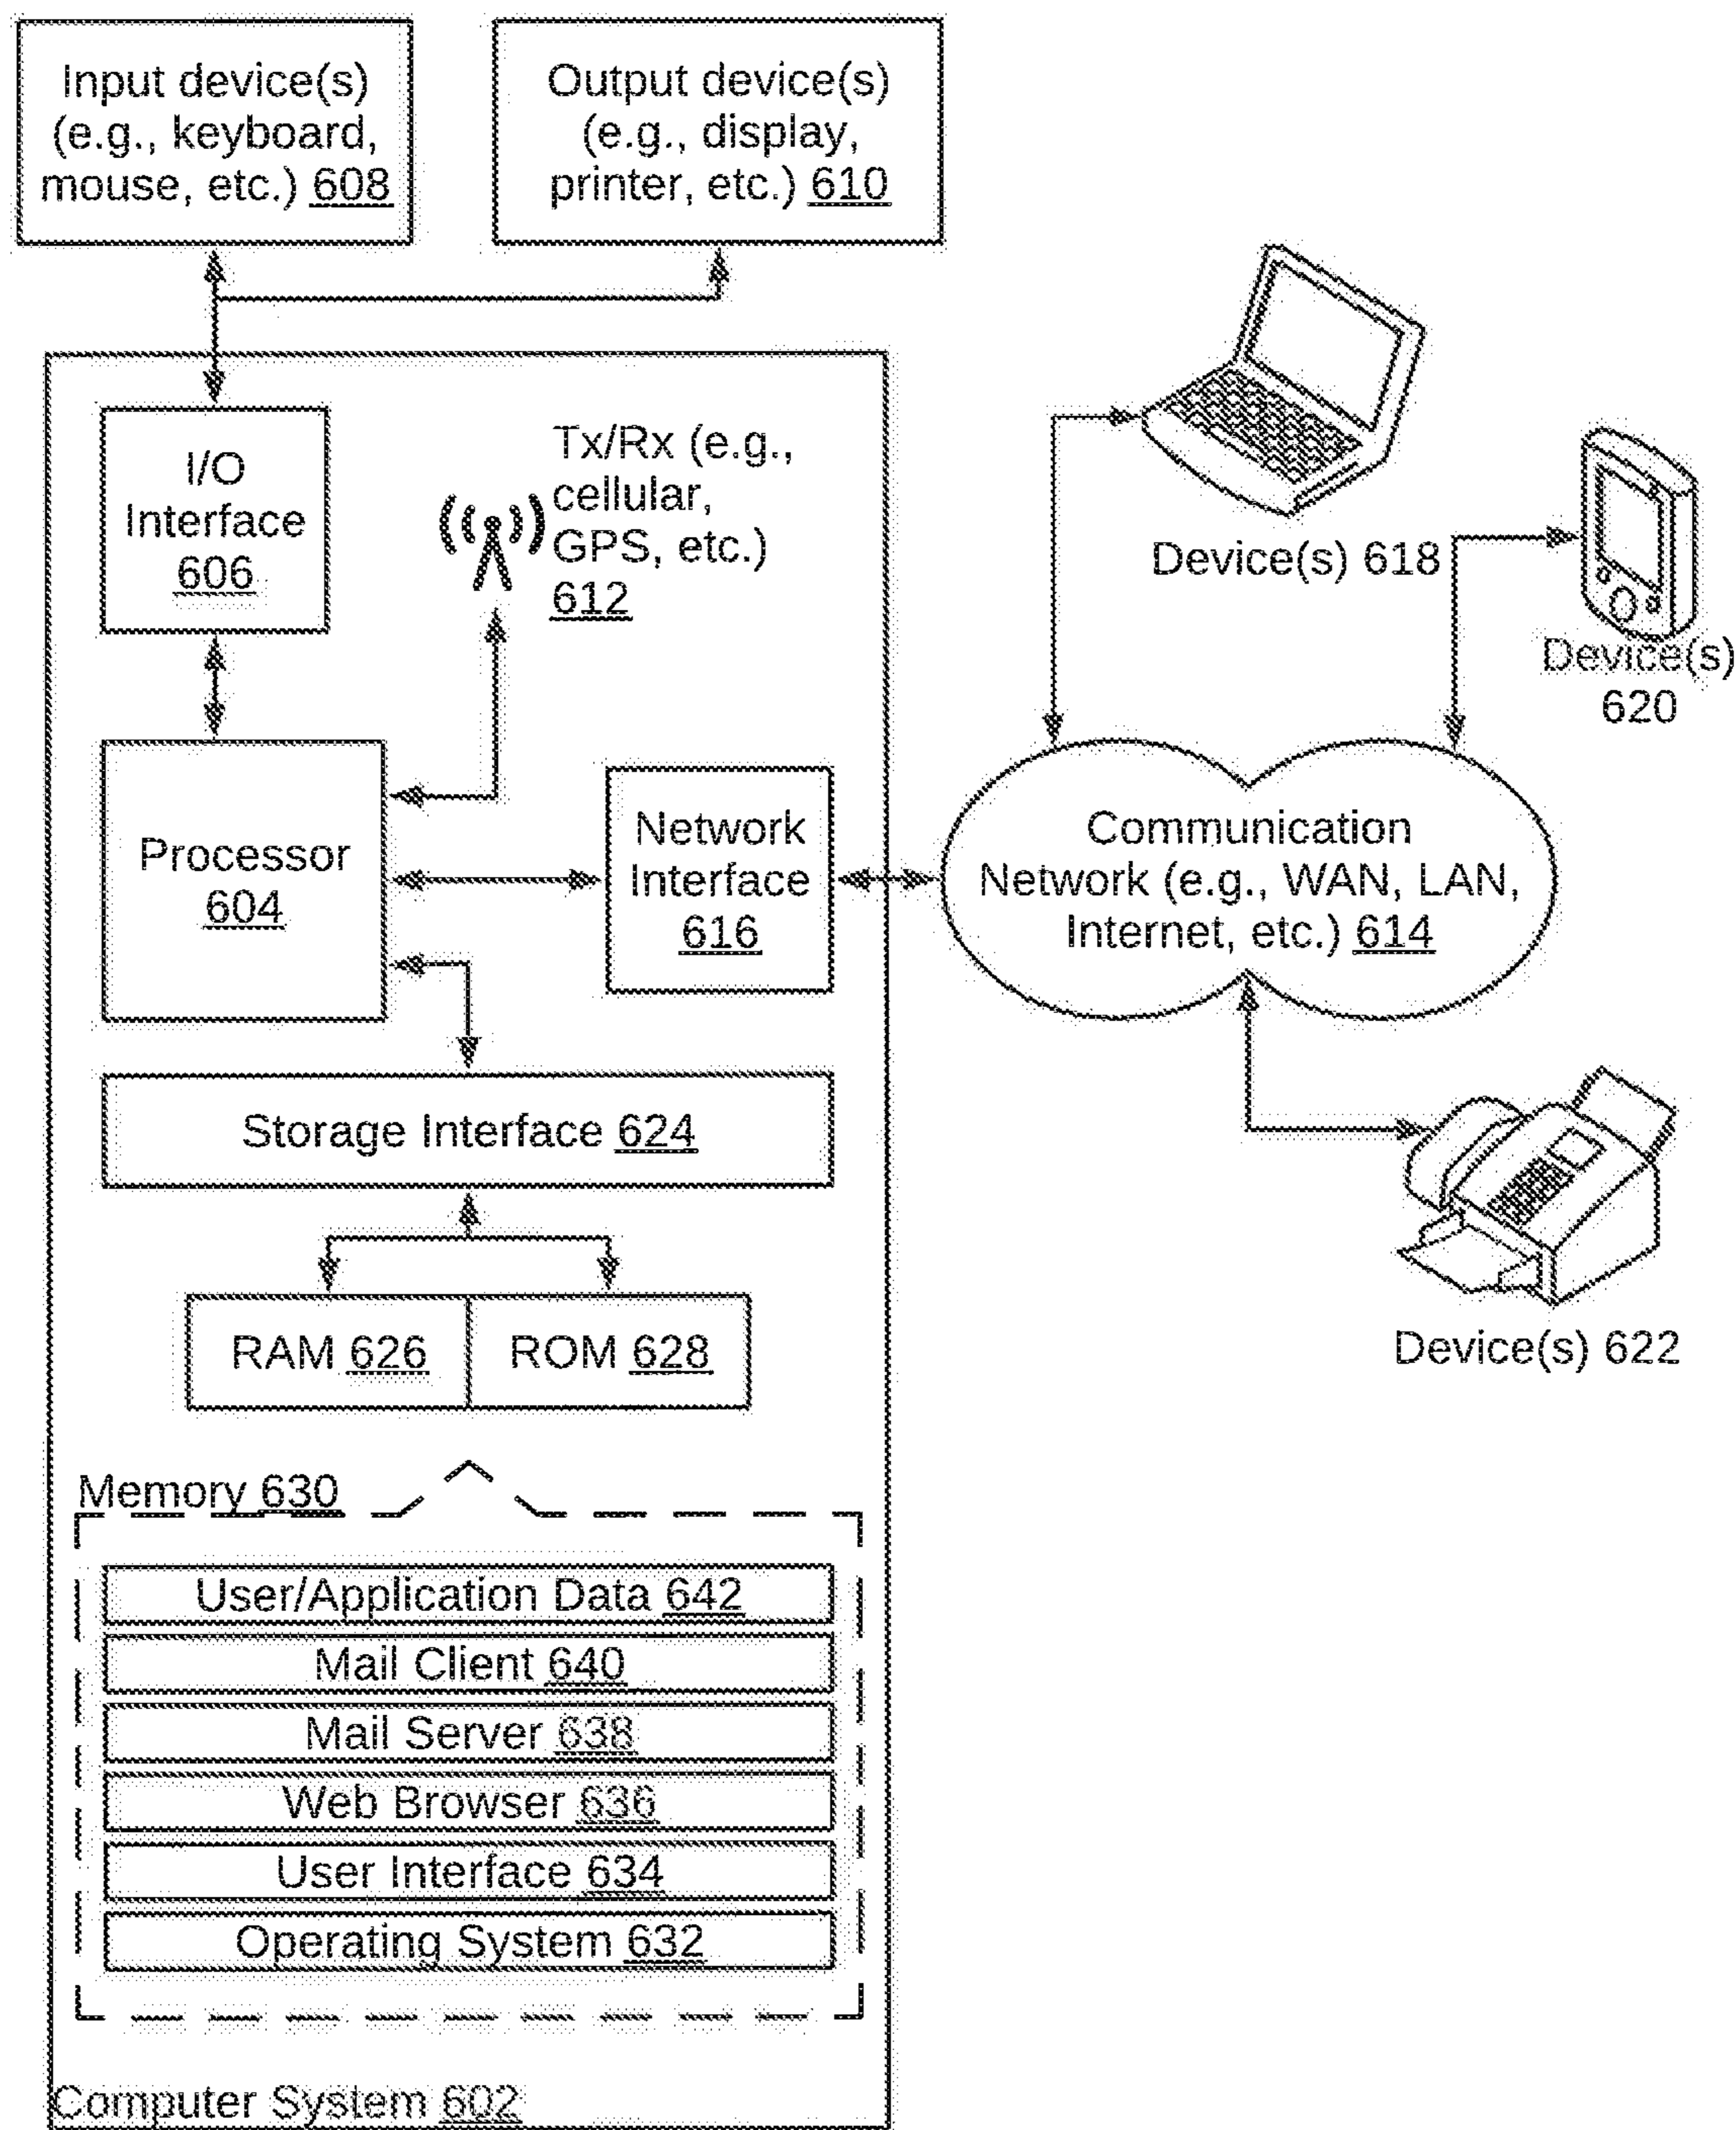 Input device(s)
(e.g., keyboard,
mouse, etc.) 608
Output device(s)
(e.g., display,
printer, etc.) 610
I/O
Interface
606
Tx/Rx (e.g.,
cellular,
GPS, etc.)
612
Device(s) 618
Device(s)
620
Processor
604
Network
Interface
616
Communication
Network (e.g., WAN, LAN,
Internet, etc.) 614
Storage Interface 624
RAM 626
ROM 628
Device(s) 622
Memory 630
User/Application Data 642
Mail Client 640
Mail Server 638
Web Browser 636
User Interface 634
Operating System 632
Computer System 602